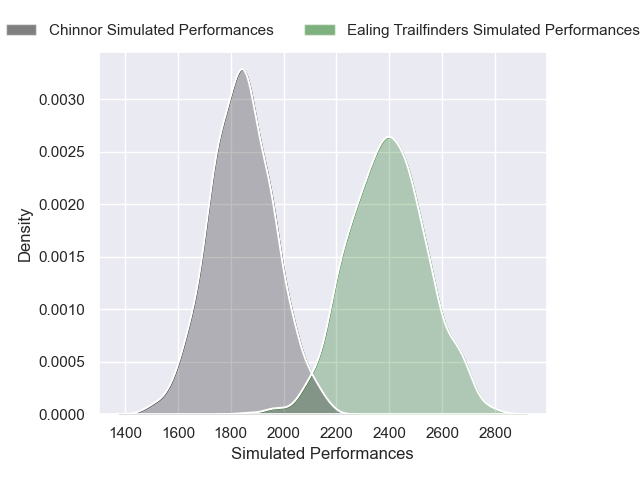 Chinnor Simulated Performances
Ealing Trailfinders Simulated Performances
0.0030
0.0025
0.0020
0.0015
0.0010
0.0005
0.0000
Density
1400 1600 1800 2000 2200 2400 2600 2800
Simulated Performances